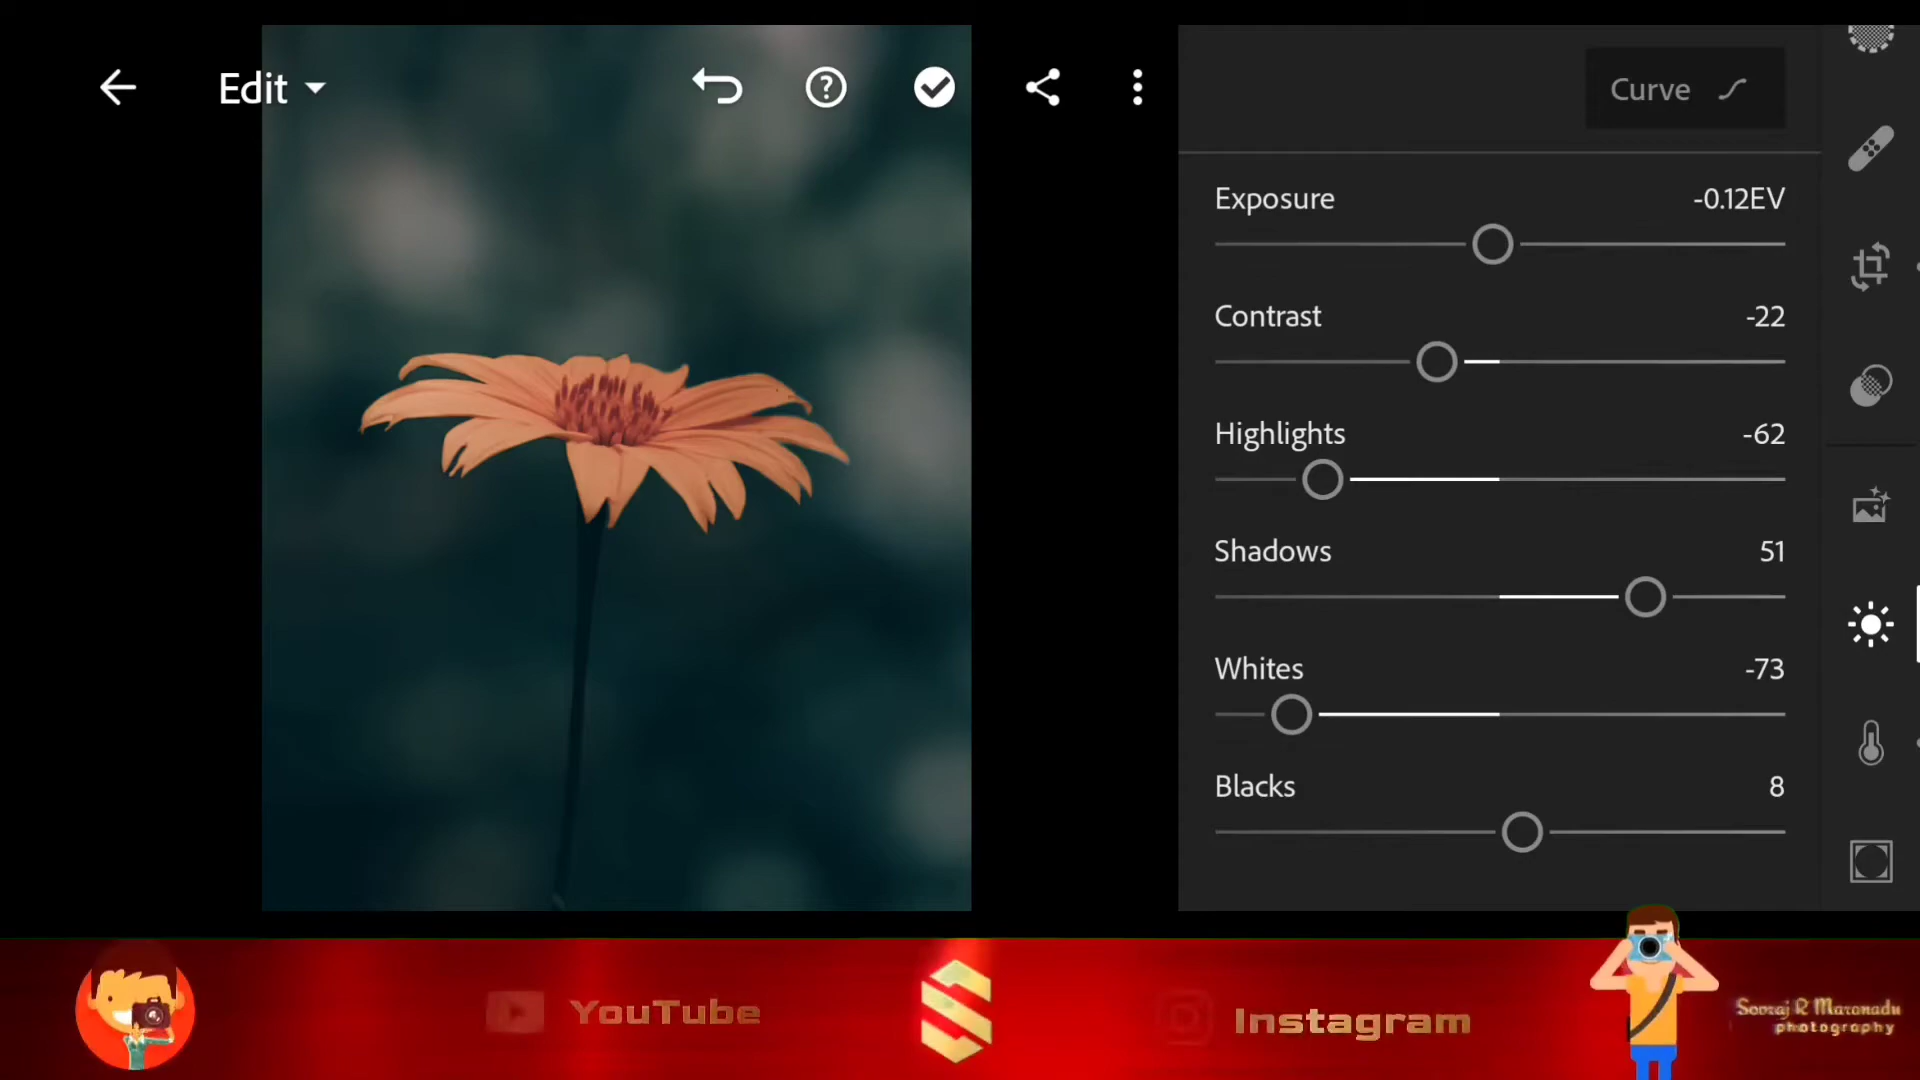 Edit
Curve
Exposure -0.12EV
Contrast -22
Highlights -62
Shadows 51
Whites -73
Blacks 8
YouTube
Instagram
Sooraj R Maranadu
photography